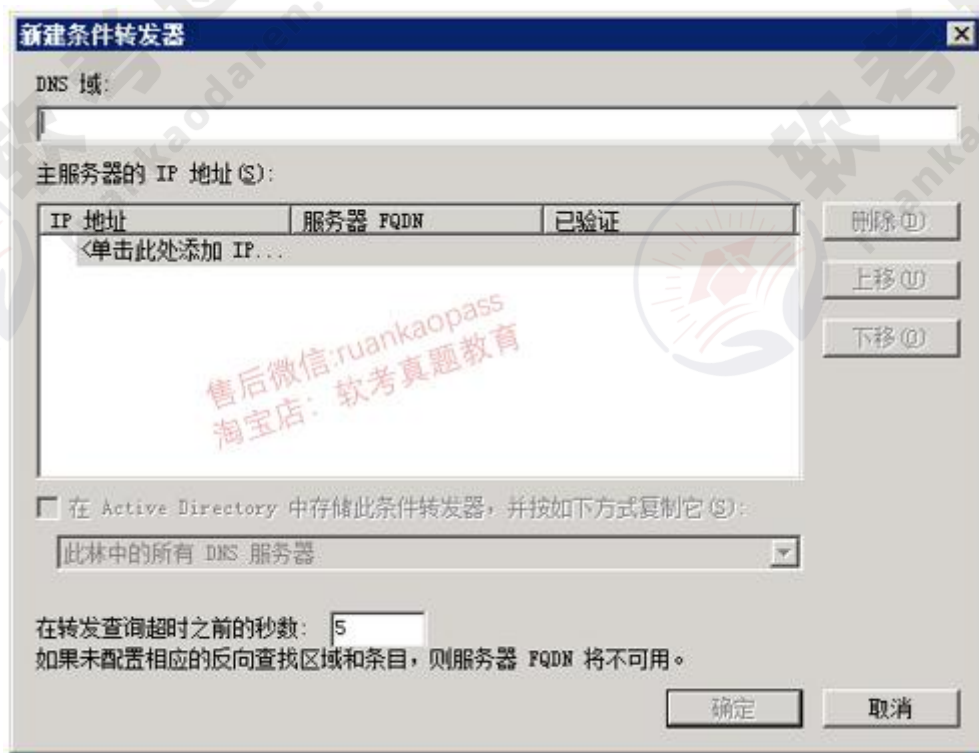 新建条件转发器
DNS 域:
主服务器的 IP 地址(S):
IP 地址 服务器 FQDN 已验证
<单击此处添加 IP...
删除(D)
上移(U)
下移(O)
售后微信:ruankaopass
淘宝店: 软考真题教育
在 Active Directory 中存储此条件转发器,并按如下方式复制它(S):
此林中的所有 DNS 服务器
在转发查询超时之前的秒数: 5
如果未配置相应的反向查找区域和条目,则服务器 FQDN 将不可用。
确定 取消